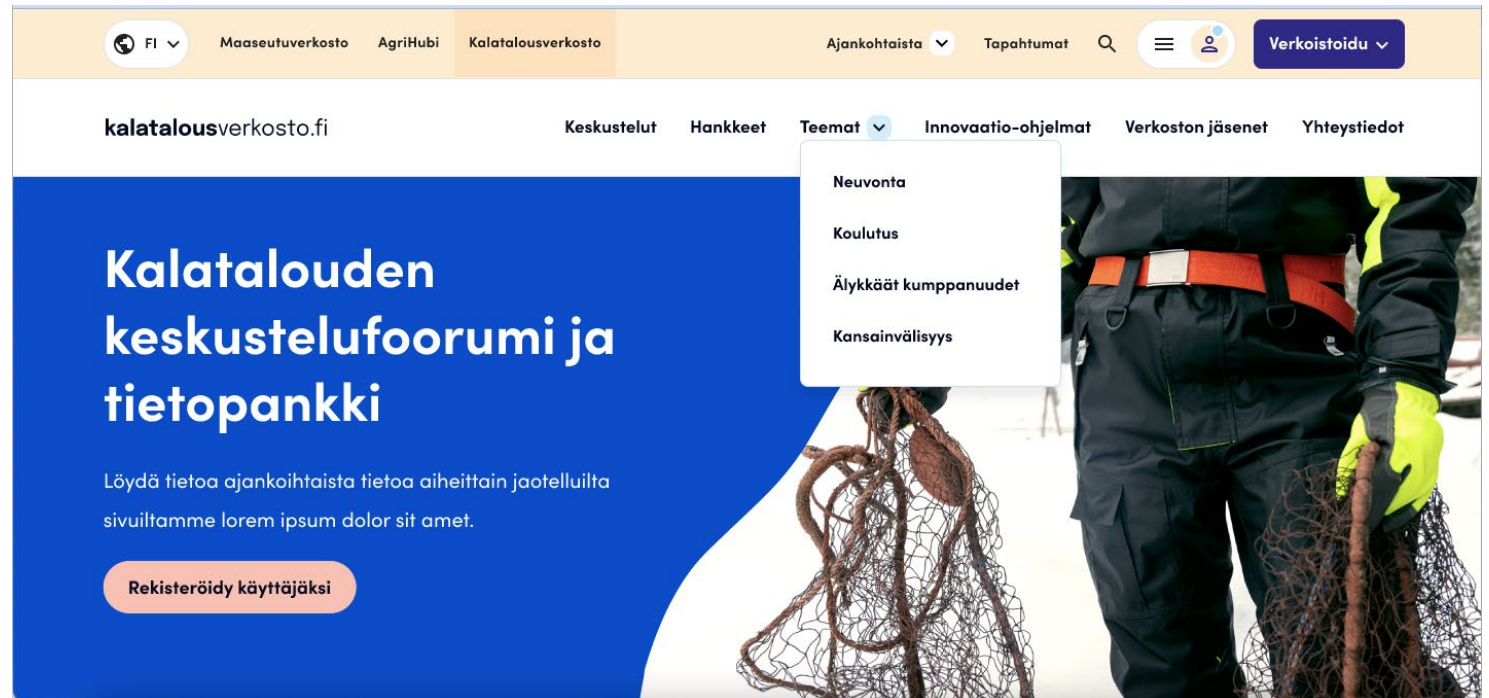 FI
Maaseutuverkosto
AgriHubi
Kalatalousverkosto
Ajankohtaista
Tapahtumat
Verkoistoidu
kalatalousverkosto.fi
Keskustelut
Hankkeet
Teemat
Innovaatio-ohjelmat
Verkoston jäsenet
Yhteystiedot
Neuvonta
Koulutus
Älykkäät kumppanuudet
Kansainvälisyys
Kalatalouden
keskustelufoorumi ja
tietopankki
Löydä tietoa ajankoihtaista tietoa aiheittain jaotelluilta
sivuiltamme lorem ipsum dolor sit amet.
Rekisteröidy käyttäjäksi